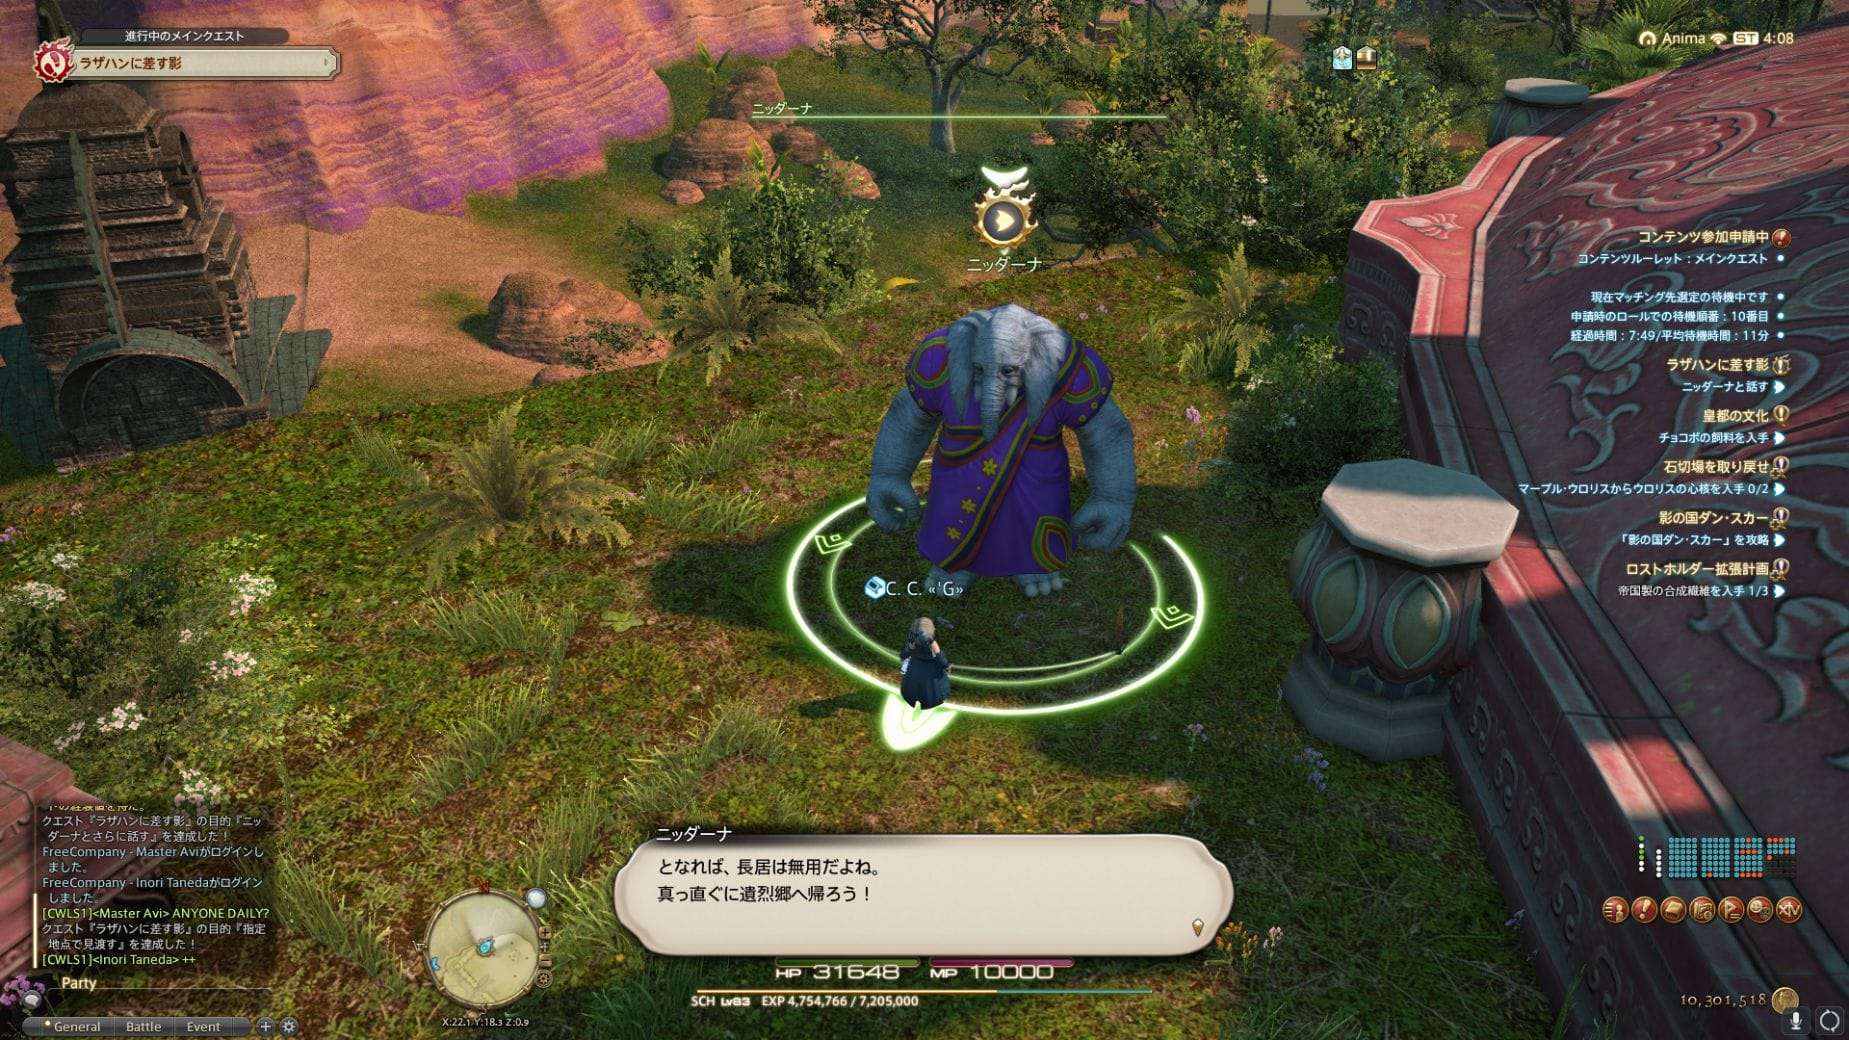 進行中のメインクエスト
ラザハンに差す影
Anima ST 4:08
ニッダーナ
ニッダーナ
コンテンツ参加申請中
コンテンツルーレット：メインクエスト
現在マッチング先選定の待機中です
申請時のロールでの待機順番：10番目
経過時間：7:49/平均待機時間：11分
ラザハンに差す影
ニッダーナと話す
皇都の文化
チョコボの飼料を入手
石切場を取り戻せ
マーブル・ウロリスからウロリスの心核を入手 0/2
影の国ダン・スカー
「影の国ダン・スカー」を攻略
ロストホルダー拡張計画
帝国製の合成繊維を入手 1/3
C. C. «'G»
ニッダーナ
となれば、長居は無用だよね。
真っ直ぐに遺烈郷へ帰ろう！
クエスト『ラザハンに差す影』の目的『ニッ
ダーナとさらに話す』を達成した！
FreeCompany - Master Aviがログインし
ました。
FreeCompany - Inori Tanedaがログイン
しました。
[CWLS1]<Master Avi> ANYONE DAILY?
クエスト『ラザハンに差す影』の目的『指定
地点で見渡す』を達成した！
[CWLS1]<Inori Taneda> ++
Party
General Battle Event
X:22.1 Y:18.3 Z:0.9
HP 31648 MP 10000
SCH Lv83 EXP 4,754,766 / 7,205,000
10,301,518